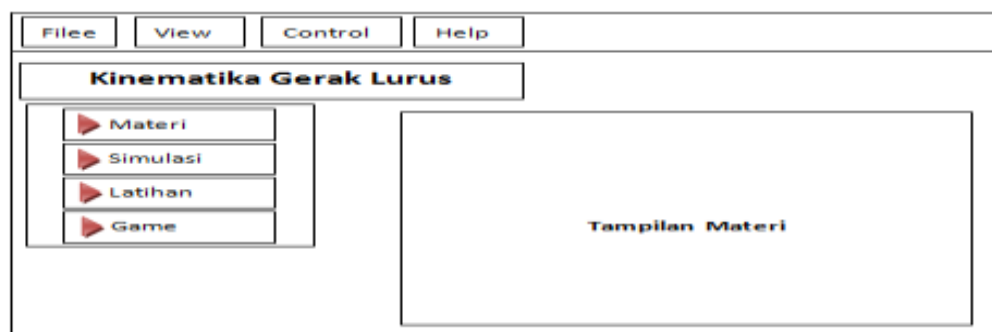 Filee View Control Help
Kinematika Gerak Lurus
Materi
Simulasi
Latihan
Game
Tampilan Materi